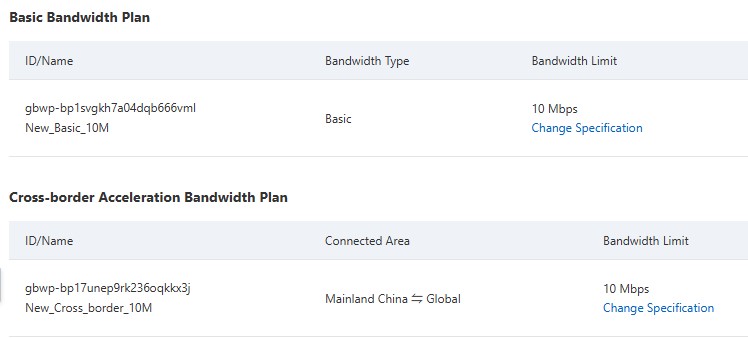 Basic Bandwidth Plan
ID/Name Bandwidth Type Bandwidth Limit
gbwp-bp1svgkh7a04dqb666vml
New_Basic_10M
Basic
10 Mbps
Change Specification
Cross-border Acceleration Bandwidth Plan
ID/Name Connected Area Bandwidth Limit
gbwp-bp17unep9rk236oqkkx3j
New_Cross_border_10M
Mainland China ⇋ Global
10 Mbps
Change Specification